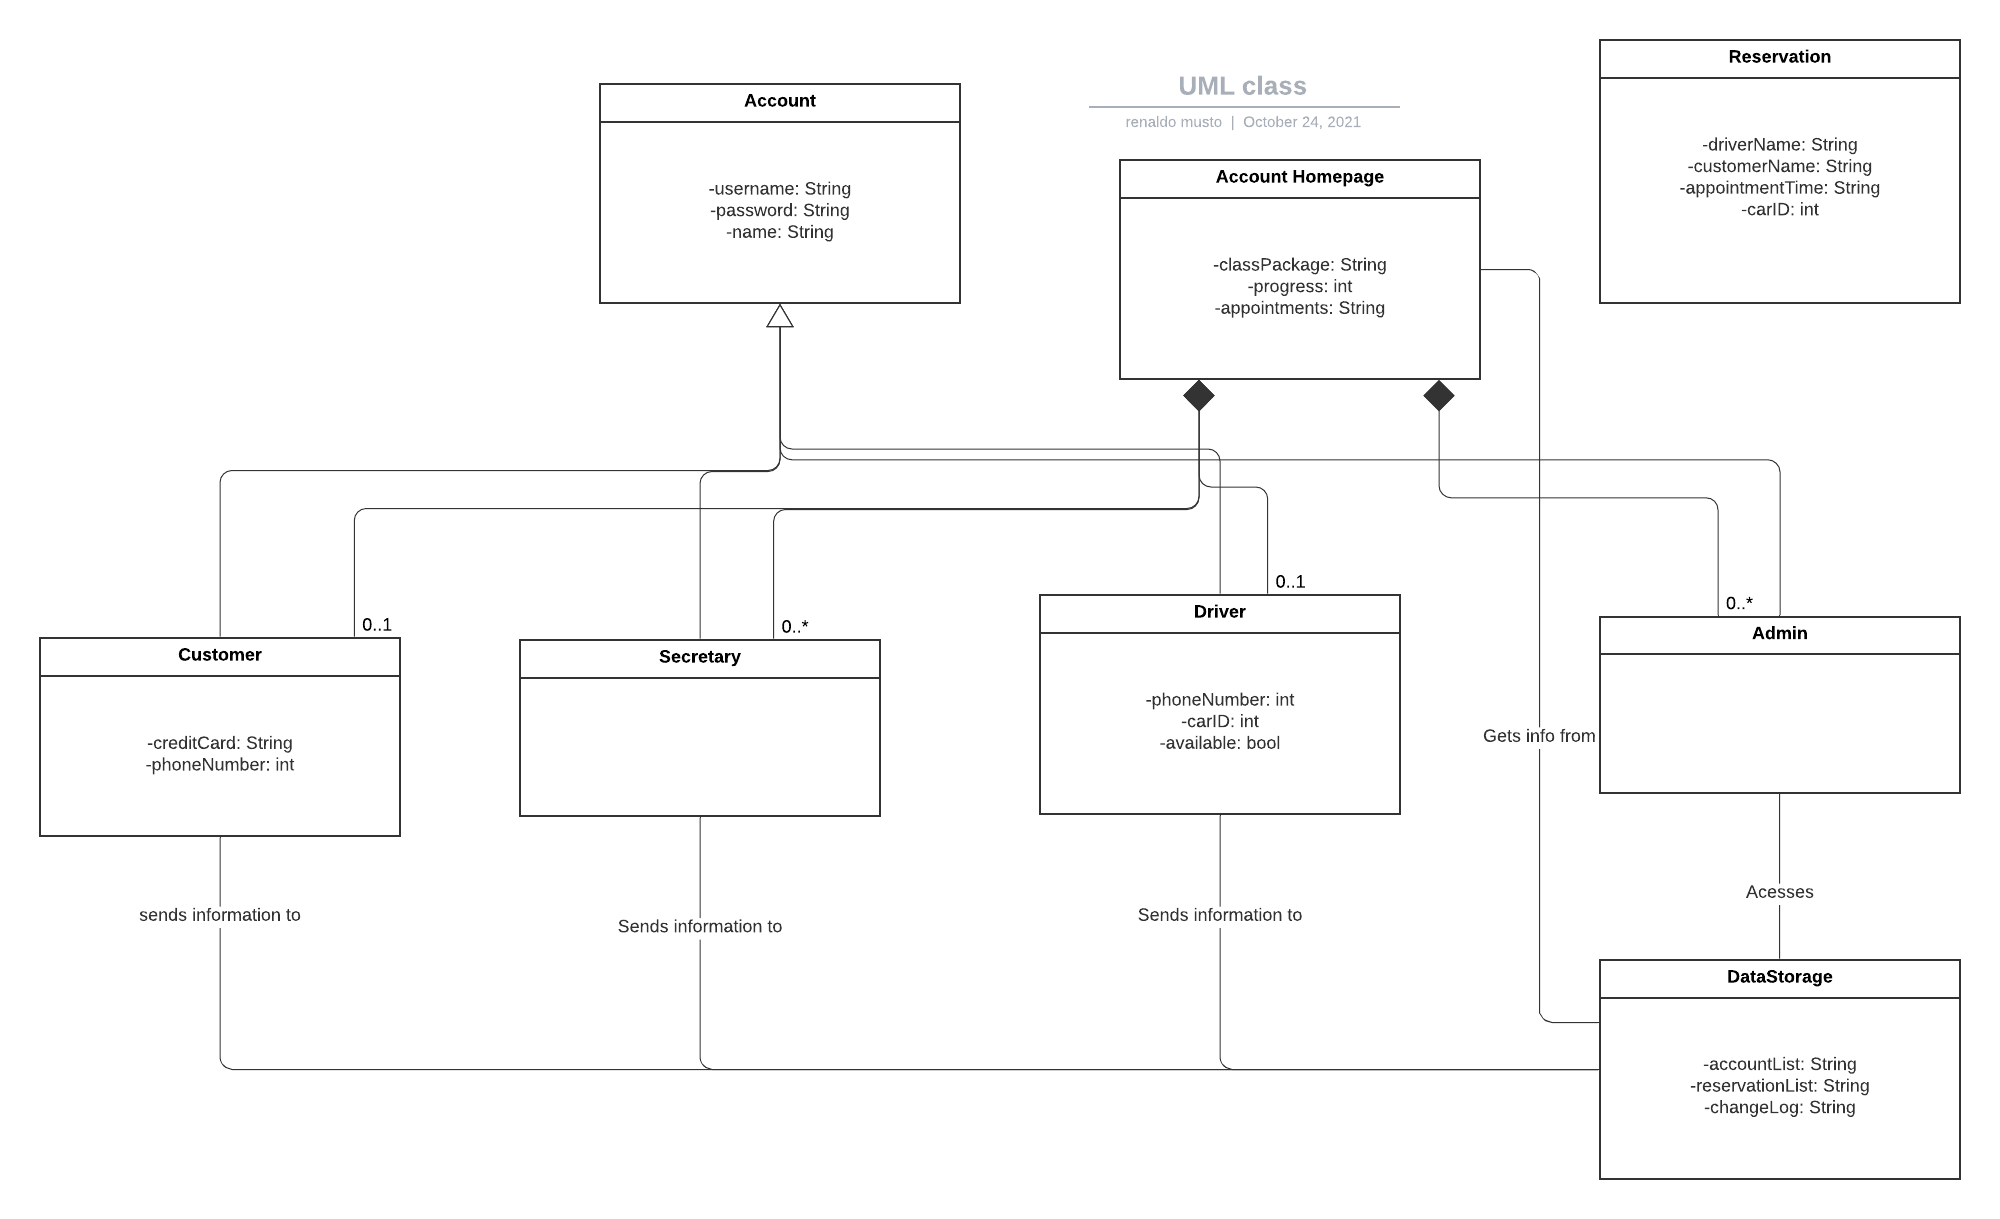 Reservation
-driverName: String
-customerName: String
-appointmentTime: String
-carID: int
UML class
renaldo musto | October 24, 2021
Account
-username: String
-password: String
-name: String
Account Homepage
-classPackage: String
-progress: int
-appointments: String
0..1
0..*
0..1
0..*
Customer
-creditCard: String
-phoneNumber: int
Secretary
Driver
-phoneNumber: int
-carID: int
-available: bool
Admin
Gets info from
sends information to
Sends information to
Sends information to
Acesses
DataStorage
-accountList: String
-reservationList: String
-changeLog: String